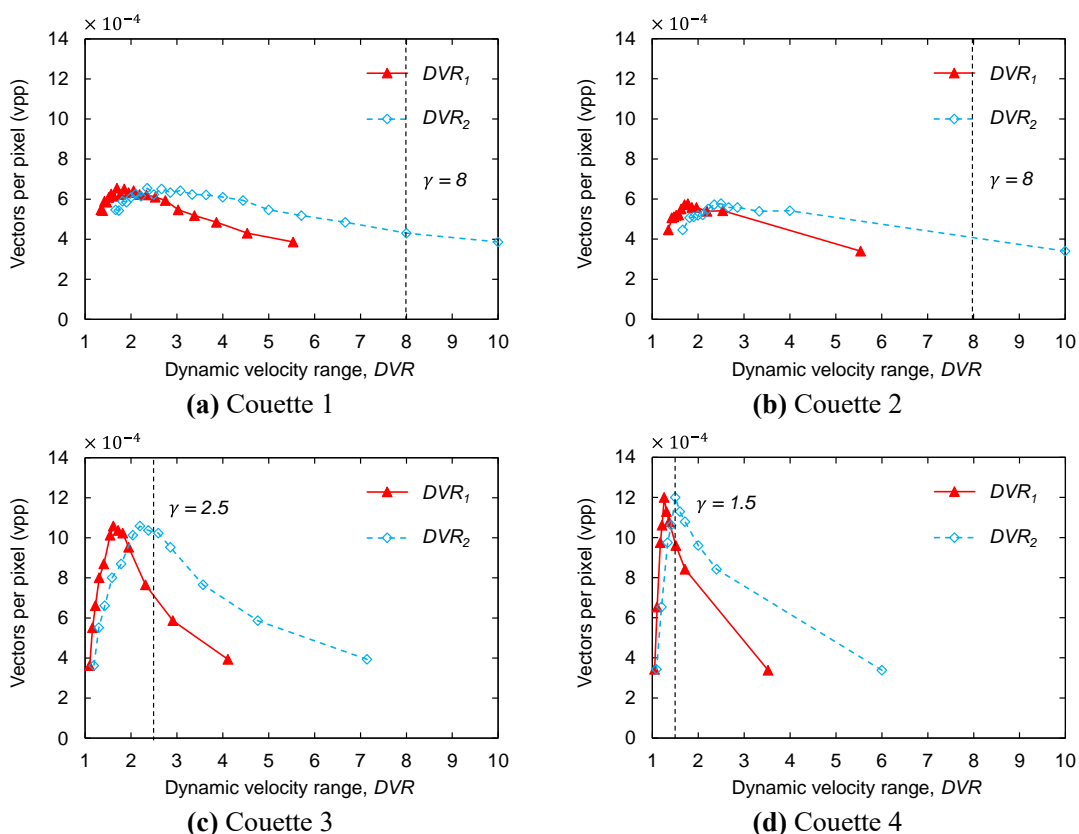 × 10⁻⁴
14
12
10
8
6
4
2
0
Vectors per pixel (vpp)
DVR₁
DVR₂
γ = 8
1 2 3 4 5 6 7 8 9 10
Dynamic velocity range, DVR
(a) Couette 1
× 10⁻⁴
14
12
10
8
6
4
2
0
Vectors per pixel (vpp)
DVR₁
DVR₂
γ = 8
1 2 3 4 5 6 7 8 9 10
Dynamic velocity range, DVR
(b) Couette 2
× 10⁻⁴
14
12
10
8
6
4
2
0
Vectors per pixel (vpp)
DVR₁
DVR₂
γ = 2.5
1 2 3 4 5 6 7 8 9 10
Dynamic velocity range, DVR
(c) Couette 3
× 10⁻⁴
14
12
10
8
6
4
2
0
Vectors per pixel (vpp)
DVR₁
DVR₂
γ = 1.5
1 2 3 4 5 6 7 8 9 10
Dynamic velocity range, DVR
(d) Couette 4